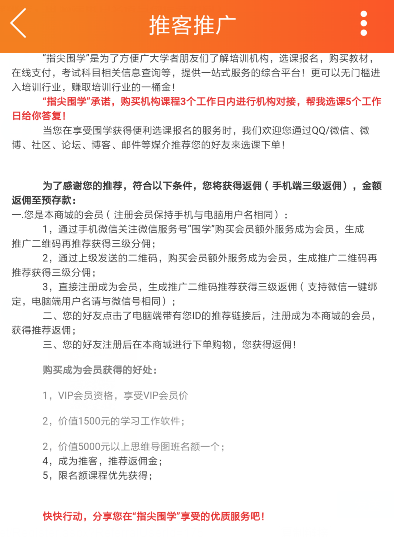 推客推广
“指尖围学”是为了方便广大学者朋友们了解培训机构，选课报名，购买教材，
在线支付，考试科目相关信息查询等，提供一站式服务的综合平台！更可以无门槛进
入培训行业，赚取培训行业的一桶金！
“指尖围学”承诺，购买机构课程3个工作日内进行机构对接，帮我选课5个工作
日给你答复！
当您在享受围学获得便利选课报名的服务时，我们欢迎您通过QQ/微信、微
博、社区、论坛、博客、邮件等媒介推荐您的好友来选课下单！
为了感谢您的推荐，符合以下条件，您将获得返佣（手机端三级返佣），金额
返佣至预存款：
一.您是本商城的会员（注册会员保持手机与电脑用户名相同）：
1，通过手机微信关注微信服务号“围学”购买会员额外服务成为会员，生成
推广二维码再推荐获得三级分佣；
2，通过上级发送的二维码，购买会员额外服务成为会员，生成推广二维码再
推荐获得三级分佣；
3，直接注册成为会员，生成推广二维码推荐获得三级返佣（支持微信一键绑
定，电脑端用户名请与微信号相同）；
二、您的好友点击了电脑端带有您ID的推荐链接后，注册成为本商城的会员，
获得推荐返佣；
三、您的好友注册后在本商城进行下单购物，您获得返佣！
购买成为会员获得的好处：
1，VIP会员资格，享受VIP会员价
2，价值1500元的学习工作软件；
2，价值5000元以上思维导图班名额一个；
4，成为推客，推荐返佣金；
5，限名额课程优先获得；
快快行动，分享您在“指尖围学”享受的优质服务吧！